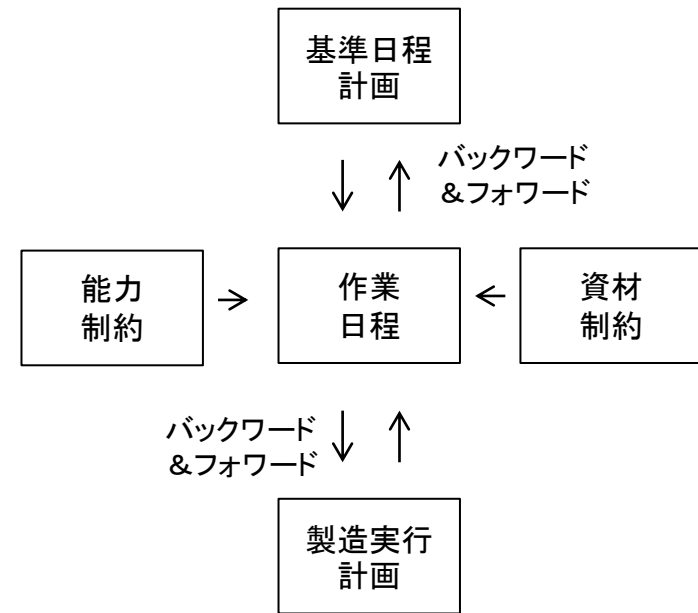 基準日程
計画
バックワード
＆フォワード
能力
制約
作業
日程
資材
制約
バックワード
＆フォワード
製造実行
計画